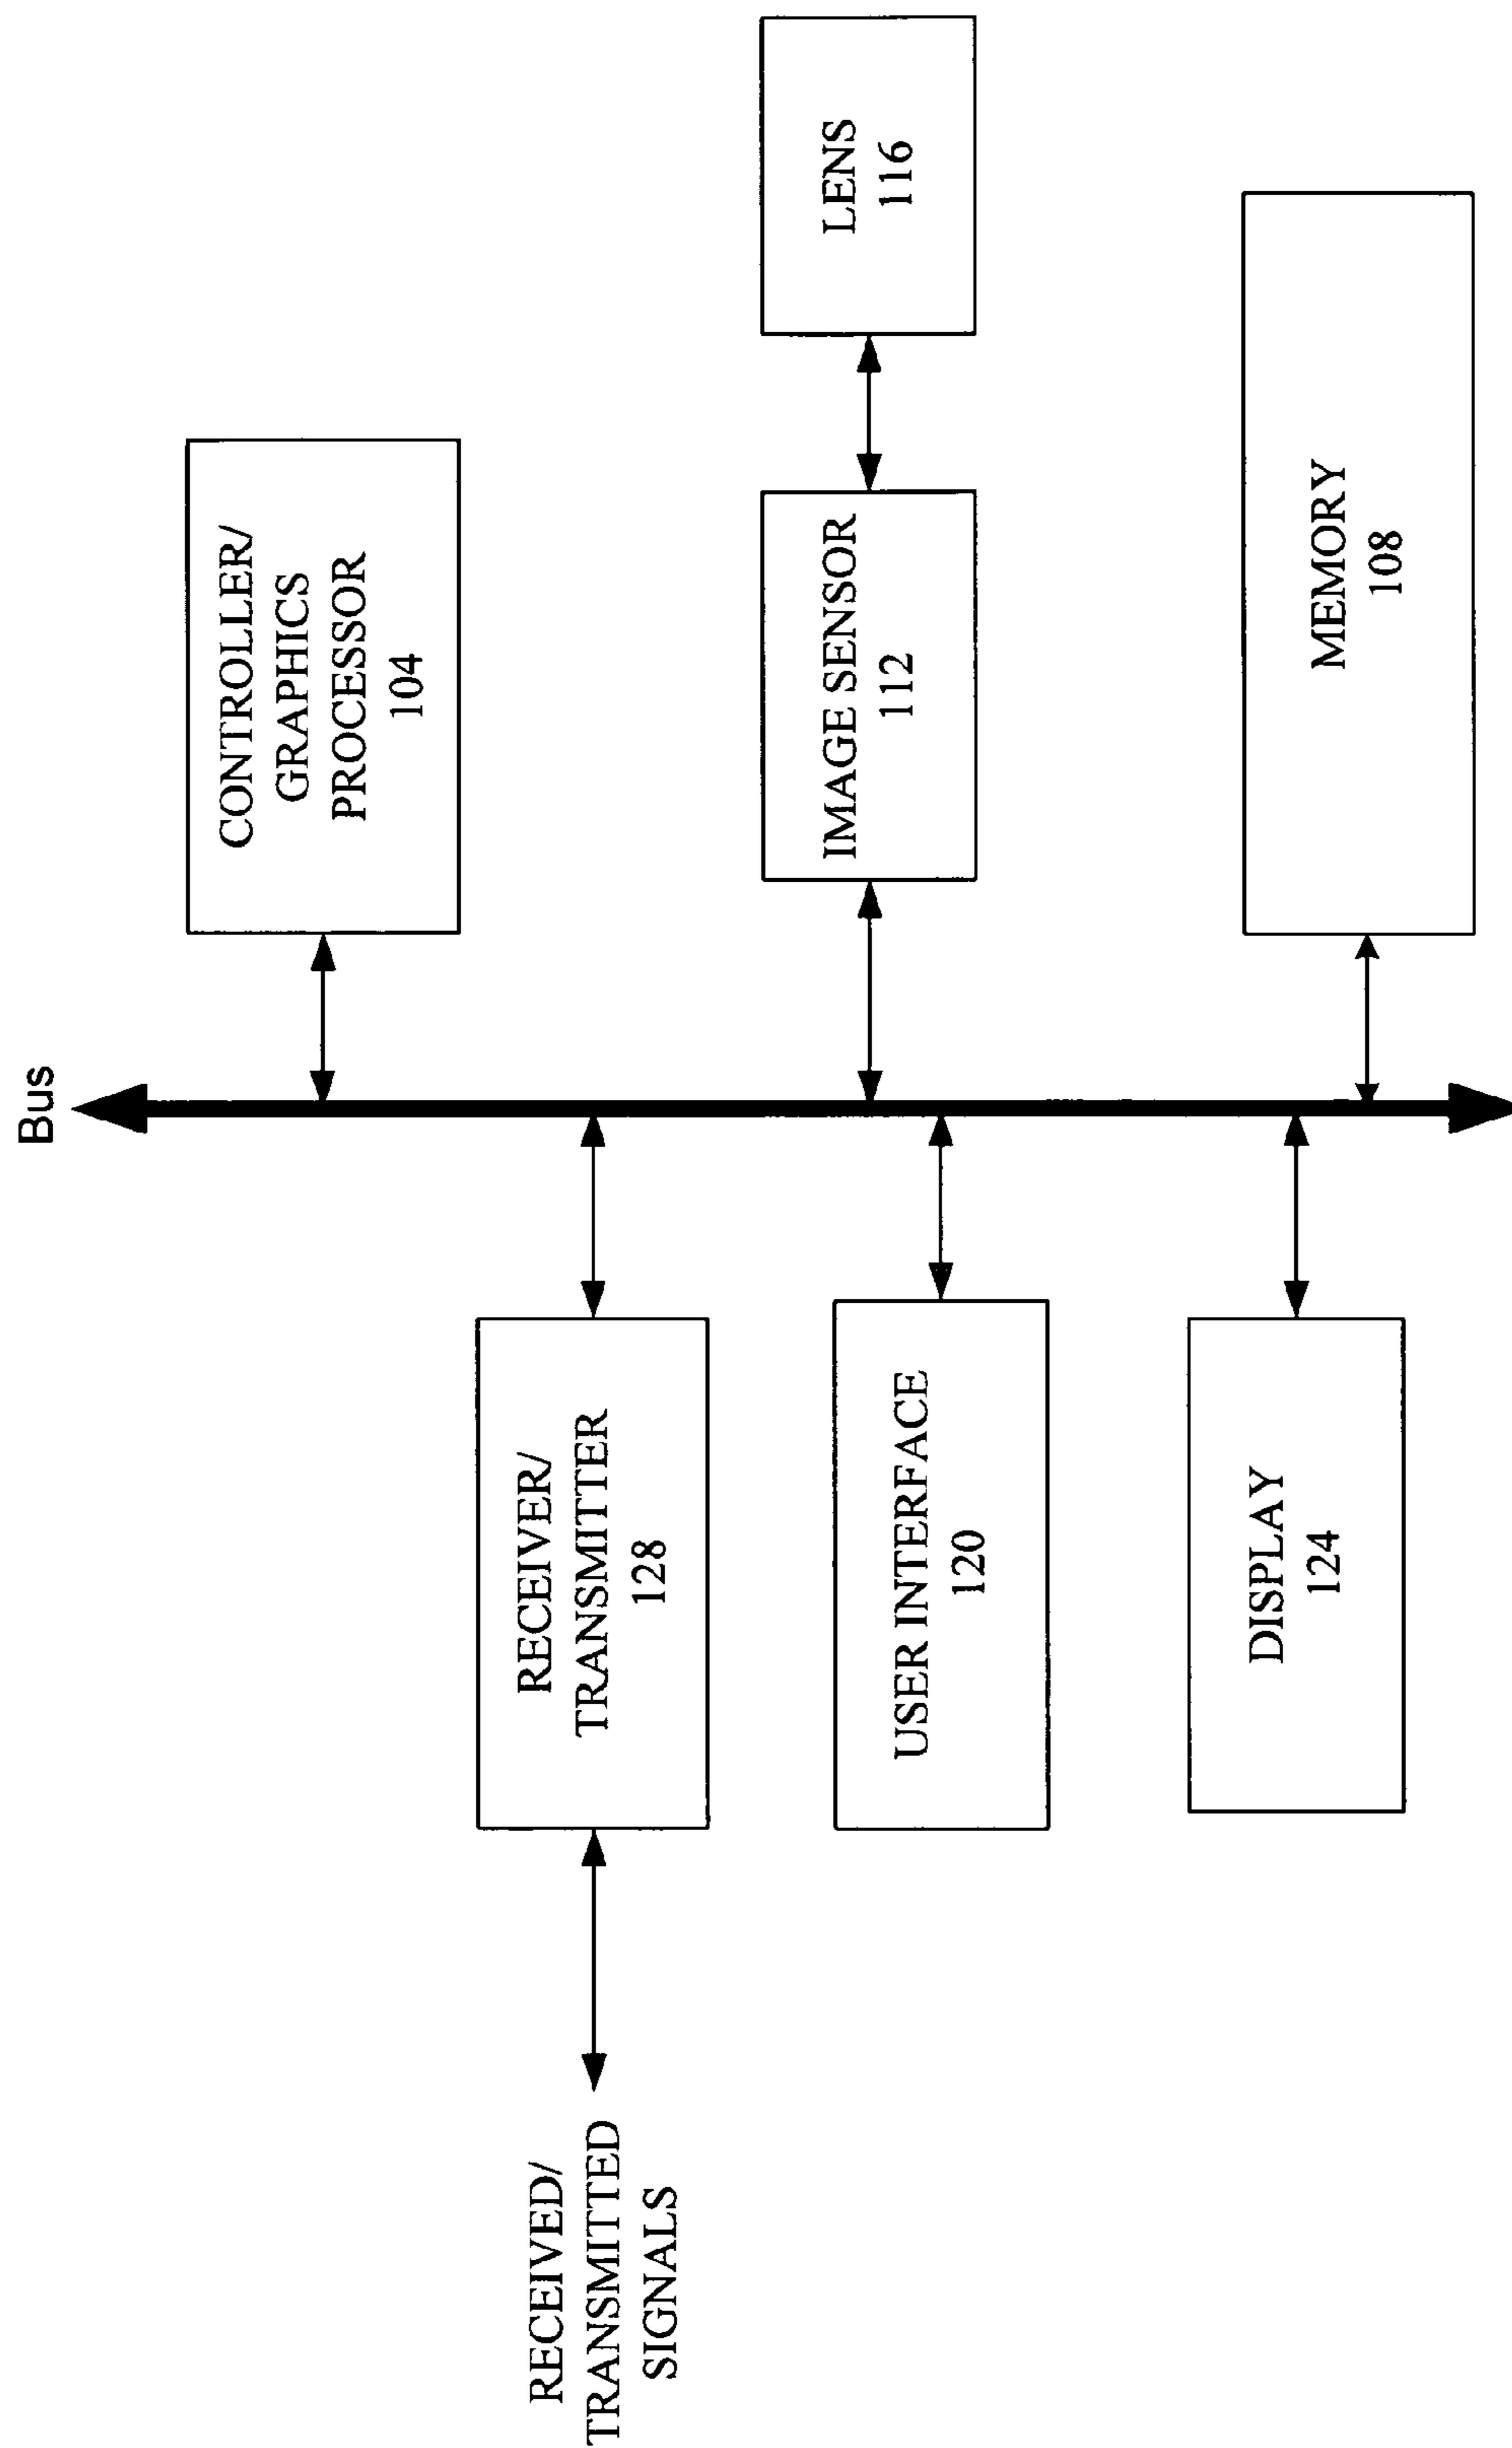 Bus
CONTROLLER/
GRAPHICS
PROCESSOR
104
RECEIVED/
TRANSMITTED
SIGNALS
RECEIVER/
TRANSMITTER
128
IMAGE SENSOR
112
LENS
116
USER INTERFACE
120
DISPLAY
124
MEMORY
108